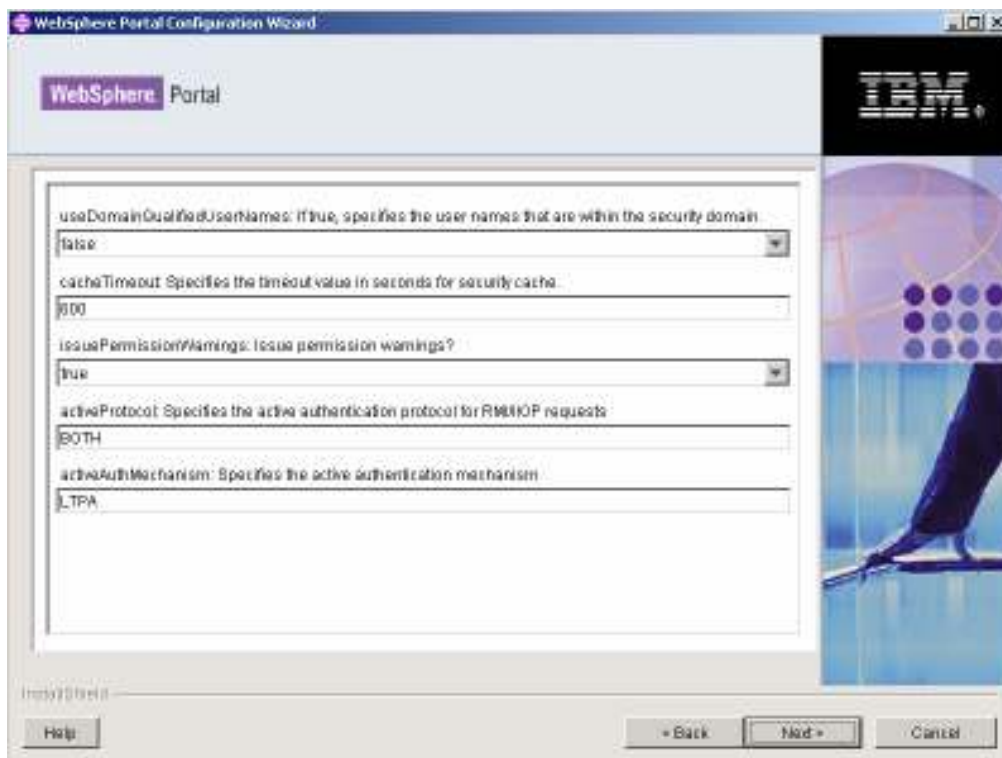 WebSphere Portal Configuration Wizard
WebSphere Portal
IBM
useDomainQualifiedUserNames: If true, specifies the user names that are within the security domain
false
cacheTimeout: Specifies the timeout value in seconds for security cache.
600
issuePermissionWarnings: Issue permission warnings?
true
activeProtocol: Specifies the active authentication protocol for RMI/IIOP requests
BOTH
activeAuthMechanism: Specifies the active authentication mechanism
LTPA
InstallShield
Help
< Back
Next >
Cancel